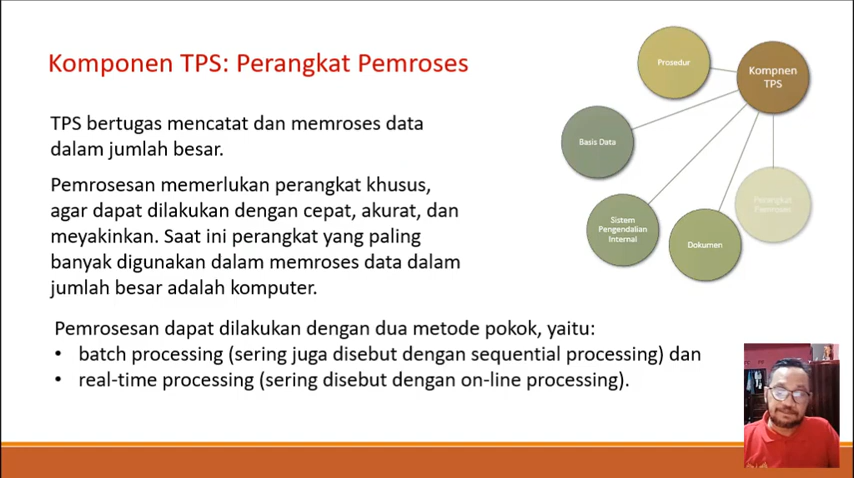 Komponen TPS: Perangkat Pemroses
TPS bertugas mencatat dan memroses data
dalam jumlah besar.
Pemrosesan memerlukan perangkat khusus,
agar dapat dilakukan dengan cepat, akurat, dan
meyakinkan. Saat ini perangkat yang paling
banyak digunakan dalam memroses data dalam
jumlah besar adalah komputer.
Pemrosesan dapat dilakukan dengan dua metode pokok, yaitu:
• batch processing (sering juga disebut dengan sequential processing) dan
• real-time processing (sering disebut dengan on-line processing).
Prosedur
Kompnen
TPS
Basis Data
Perangkat
Pemroses
Sistem
Pengendalian
Internal
Dokumen